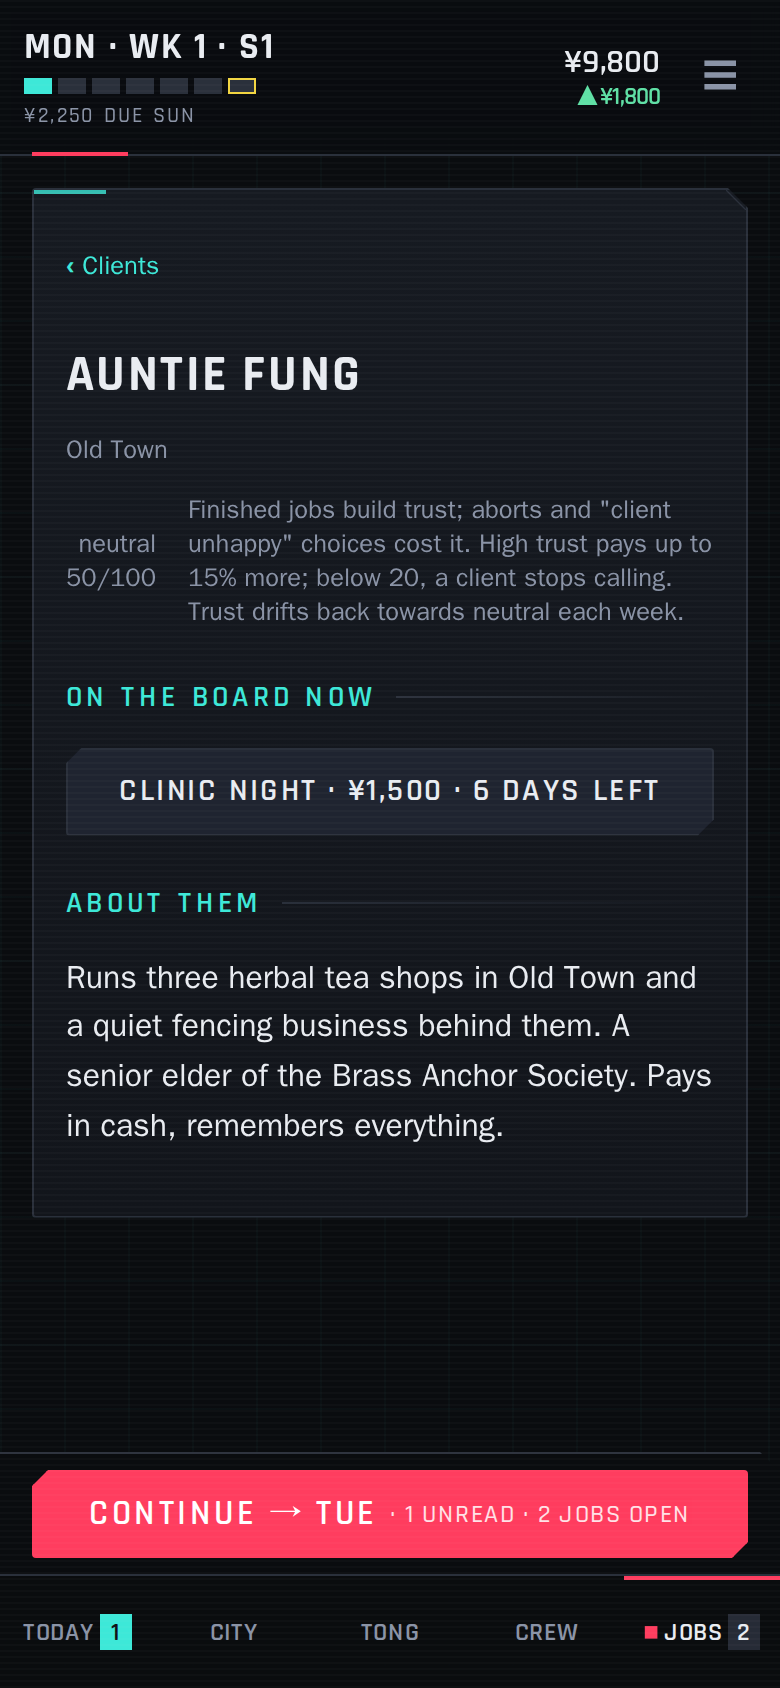 MON · WK 1 · S1
¥2,250 DUE SUN
¥9,800
▲¥1,800
‹ Clients
AUNTIE FUNG
Old Town
neutral
50/100
Finished jobs build trust; aborts and "client
unhappy" choices cost it. High trust pays up to
15% more; below 20, a client stops calling.
Trust drifts back towards neutral each week.
ON THE BOARD NOW
CLINIC NIGHT · ¥1,500 · 6 DAYS LEFT
ABOUT THEM
Runs three herbal tea shops in Old Town and
a quiet fencing business behind them. A
senior elder of the Brass Anchor Society. Pays
in cash, remembers everything.
CONTINUE → TUE · 1 UNREAD · 2 JOBS OPEN
TODAY 1 CITY TONG CREW JOBS 2